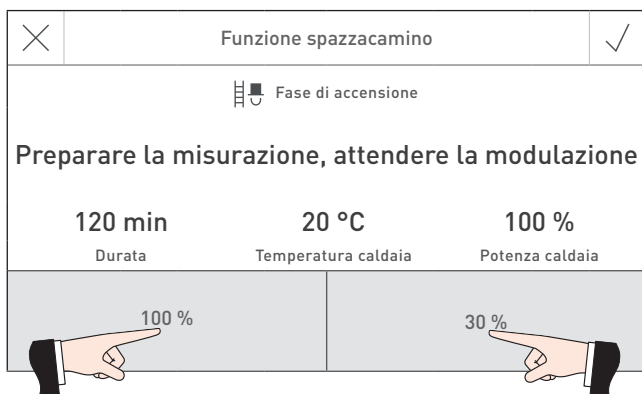 Funzione spazzacamino
Fase di accensione
Preparare la misurazione, attendere la modulazione
120 min 20 °C 100 %
Durata Temperatura caldaia Potenza caldaia
100 % 30 %